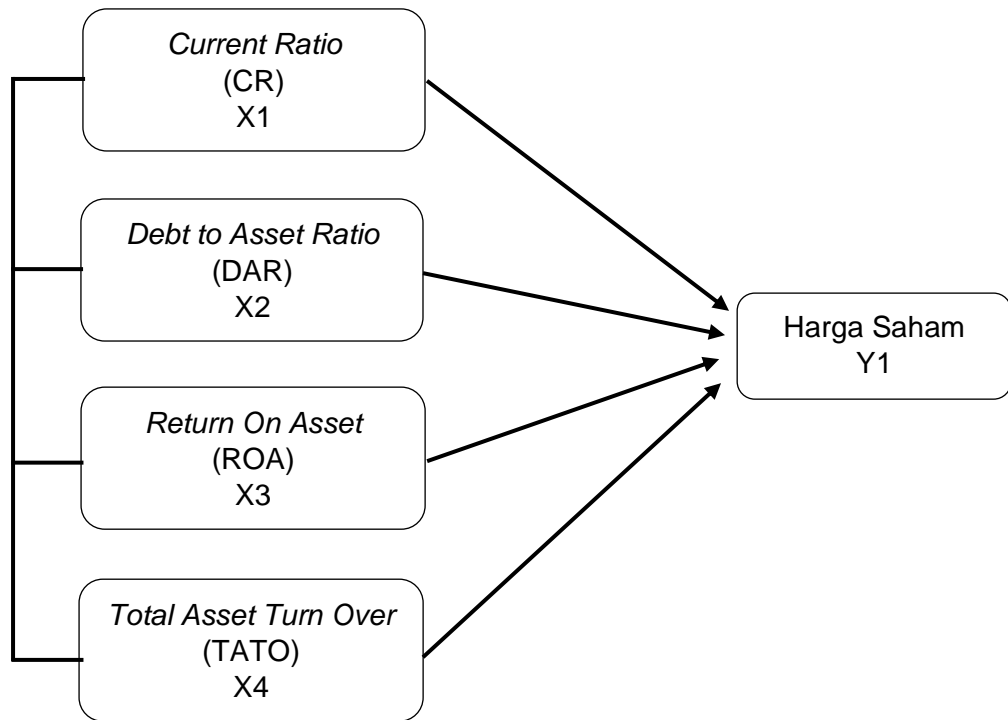 Current Ratio
(CR)
X1
Debt to Asset Ratio
(DAR)
X2
Return On Asset
(ROA)
X3
Total Asset Turn Over
(TATO)
X4
Harga Saham
Y1